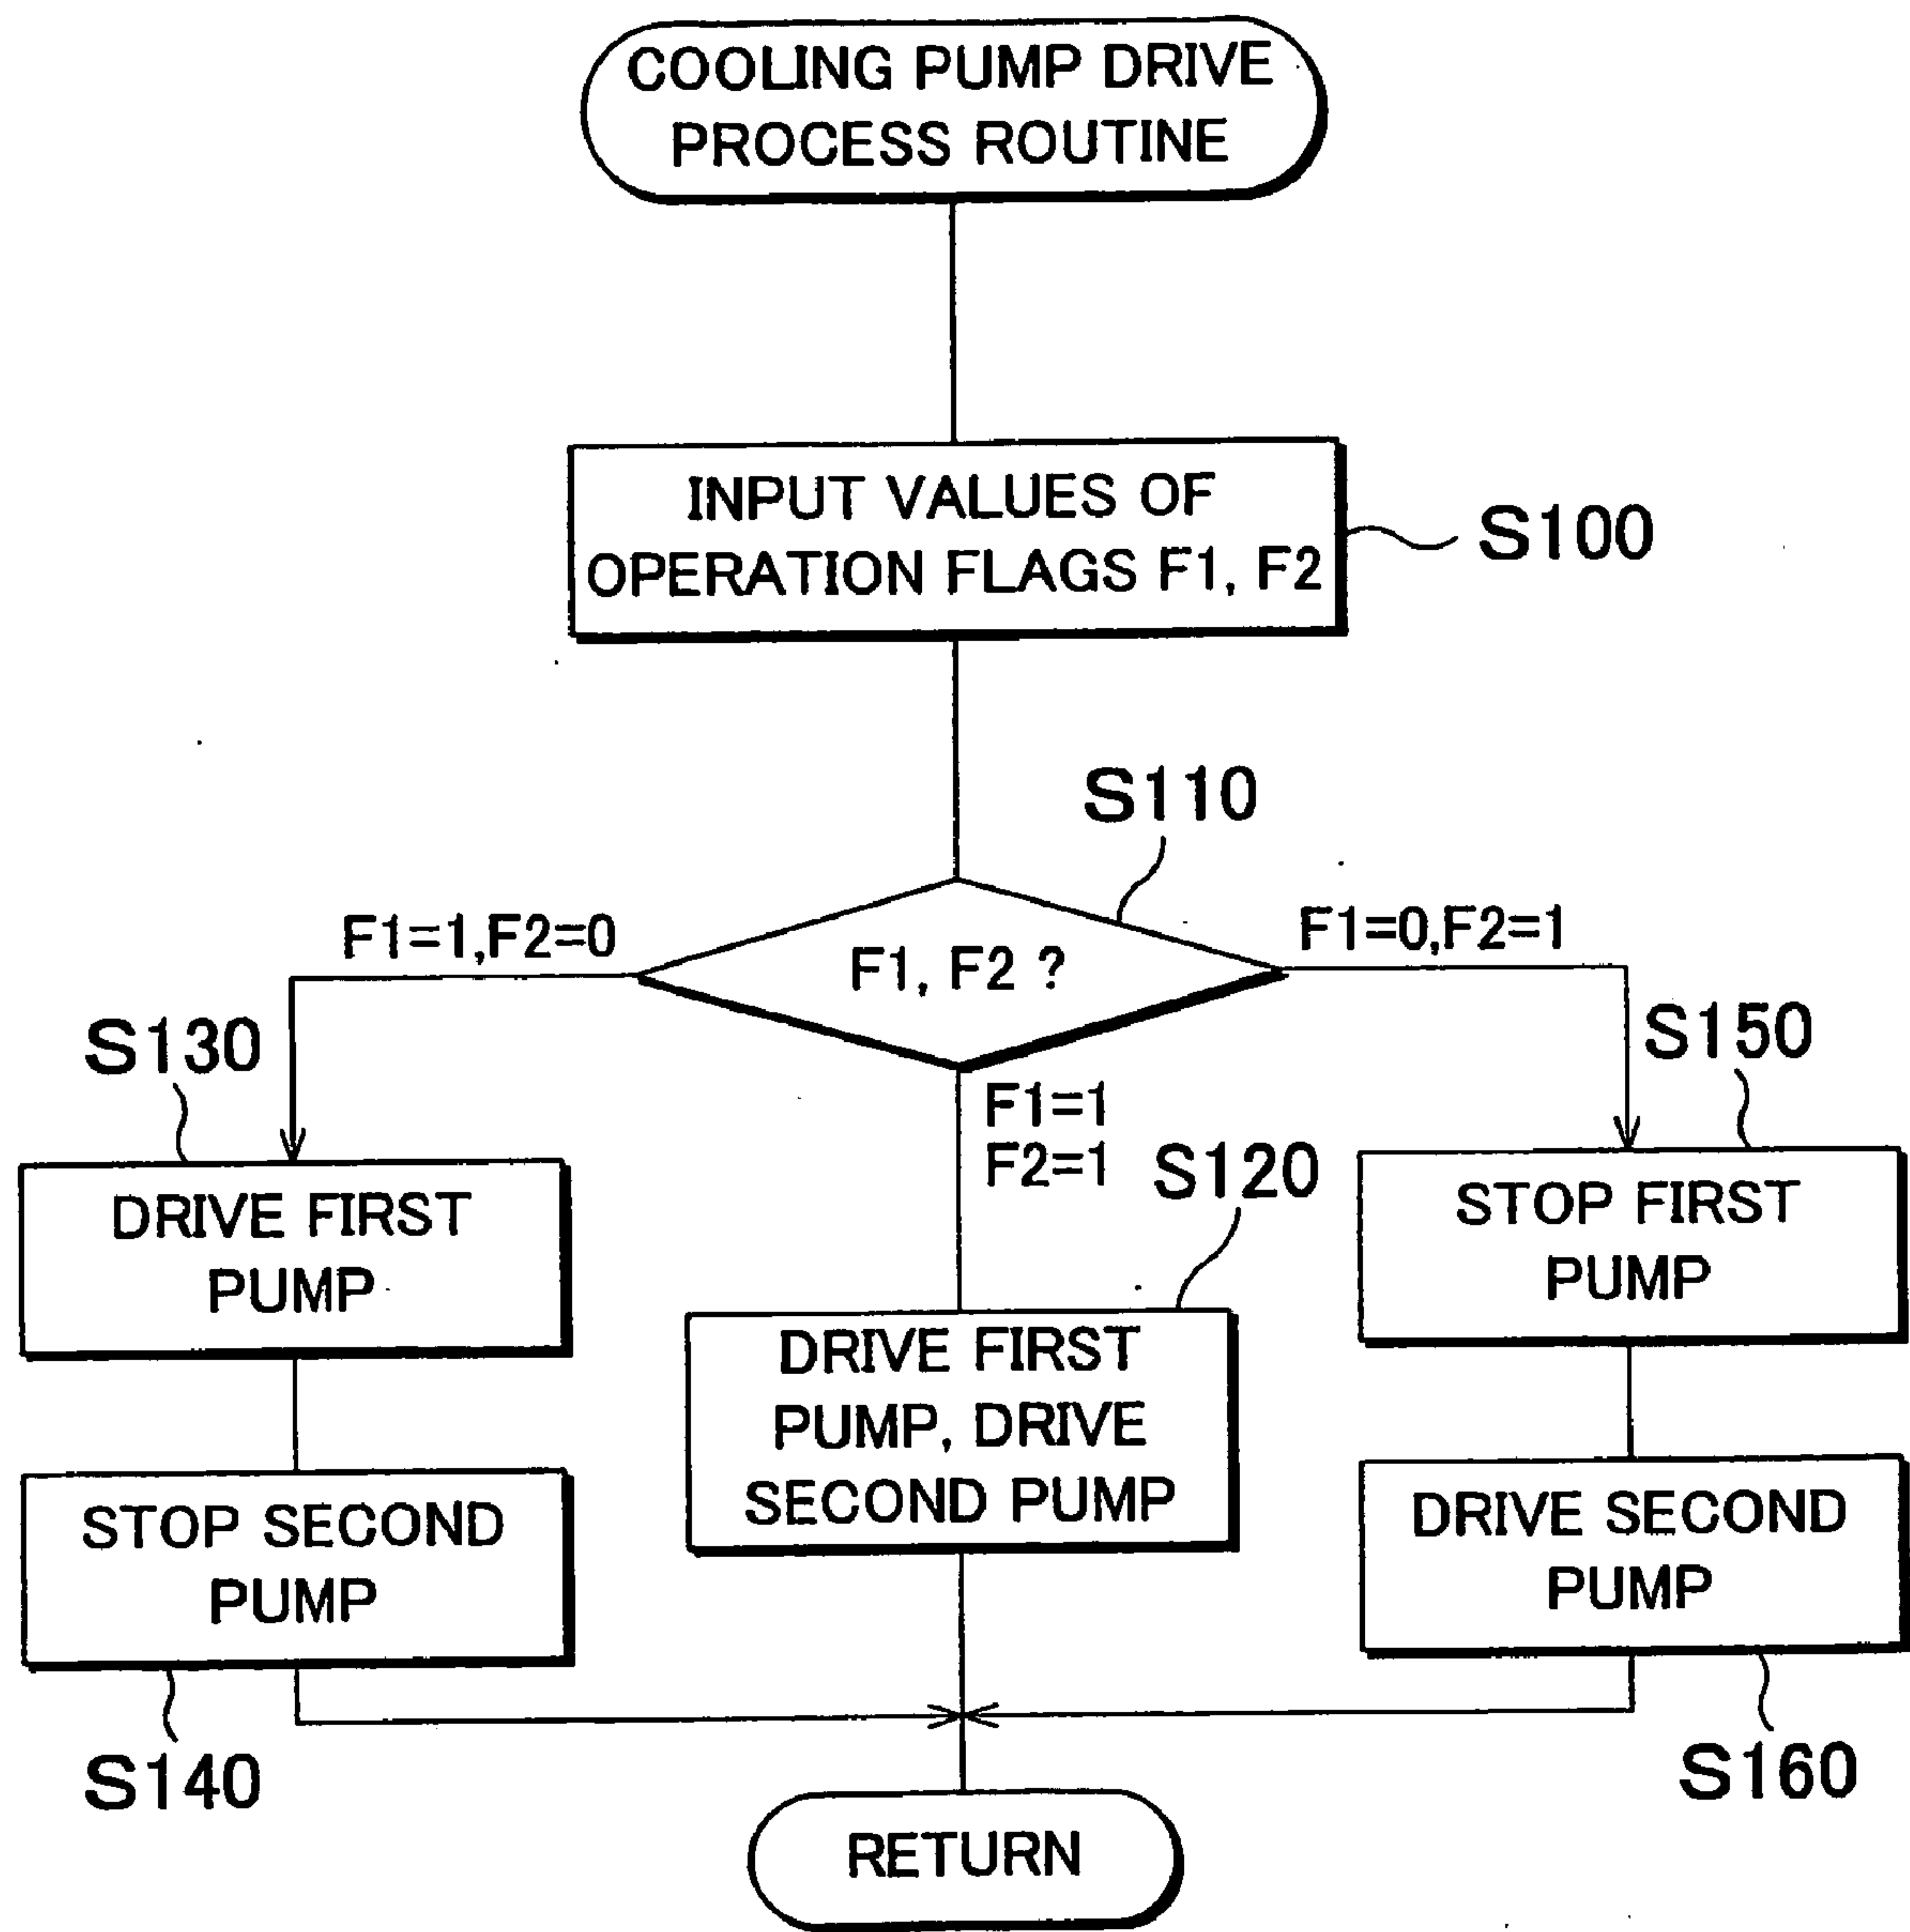 COOLING PUMP DRIVE
PROCESS ROUTINE
INPUT VALUES OF
OPERATION FLAGS F1, F2
S100
S110
F1=1,F2=0
F1, F2 ?
F1=0,F2=1
S130
F1=1
F2=1
S120
S150
DRIVE FIRST
PUMP
DRIVE FIRST
PUMP, DRIVE
SECOND PUMP
STOP FIRST
PUMP
STOP SECOND
PUMP
DRIVE SECOND
PUMP
S140
S160
RETURN